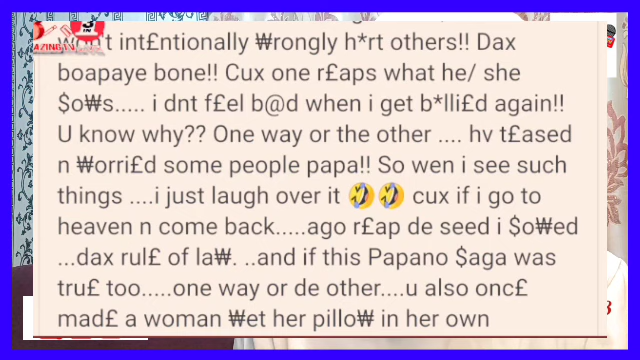 AZINGAN
int£ntionally ₩rongly h*rt others!! Dax
boapaye bone!! Cux one r£aps what he/ she
$o₩s..... i dnt f£el b@d when i get b*lli£d again!!
U know why?? One way or the other .... hv t£ased
n ₩orri£d some people papa!! So wen i see such
things ....i just laugh over it 🤣🤣 cux if i go to
heaven n come back.....ago r£ap de seed i $o₩ed
...dax rul£ of la₩. ..and if this Papano $aga was
tru£ too.....one way or de other....u also onc£
mad£ a woman ₩et her pillo₩ in her own